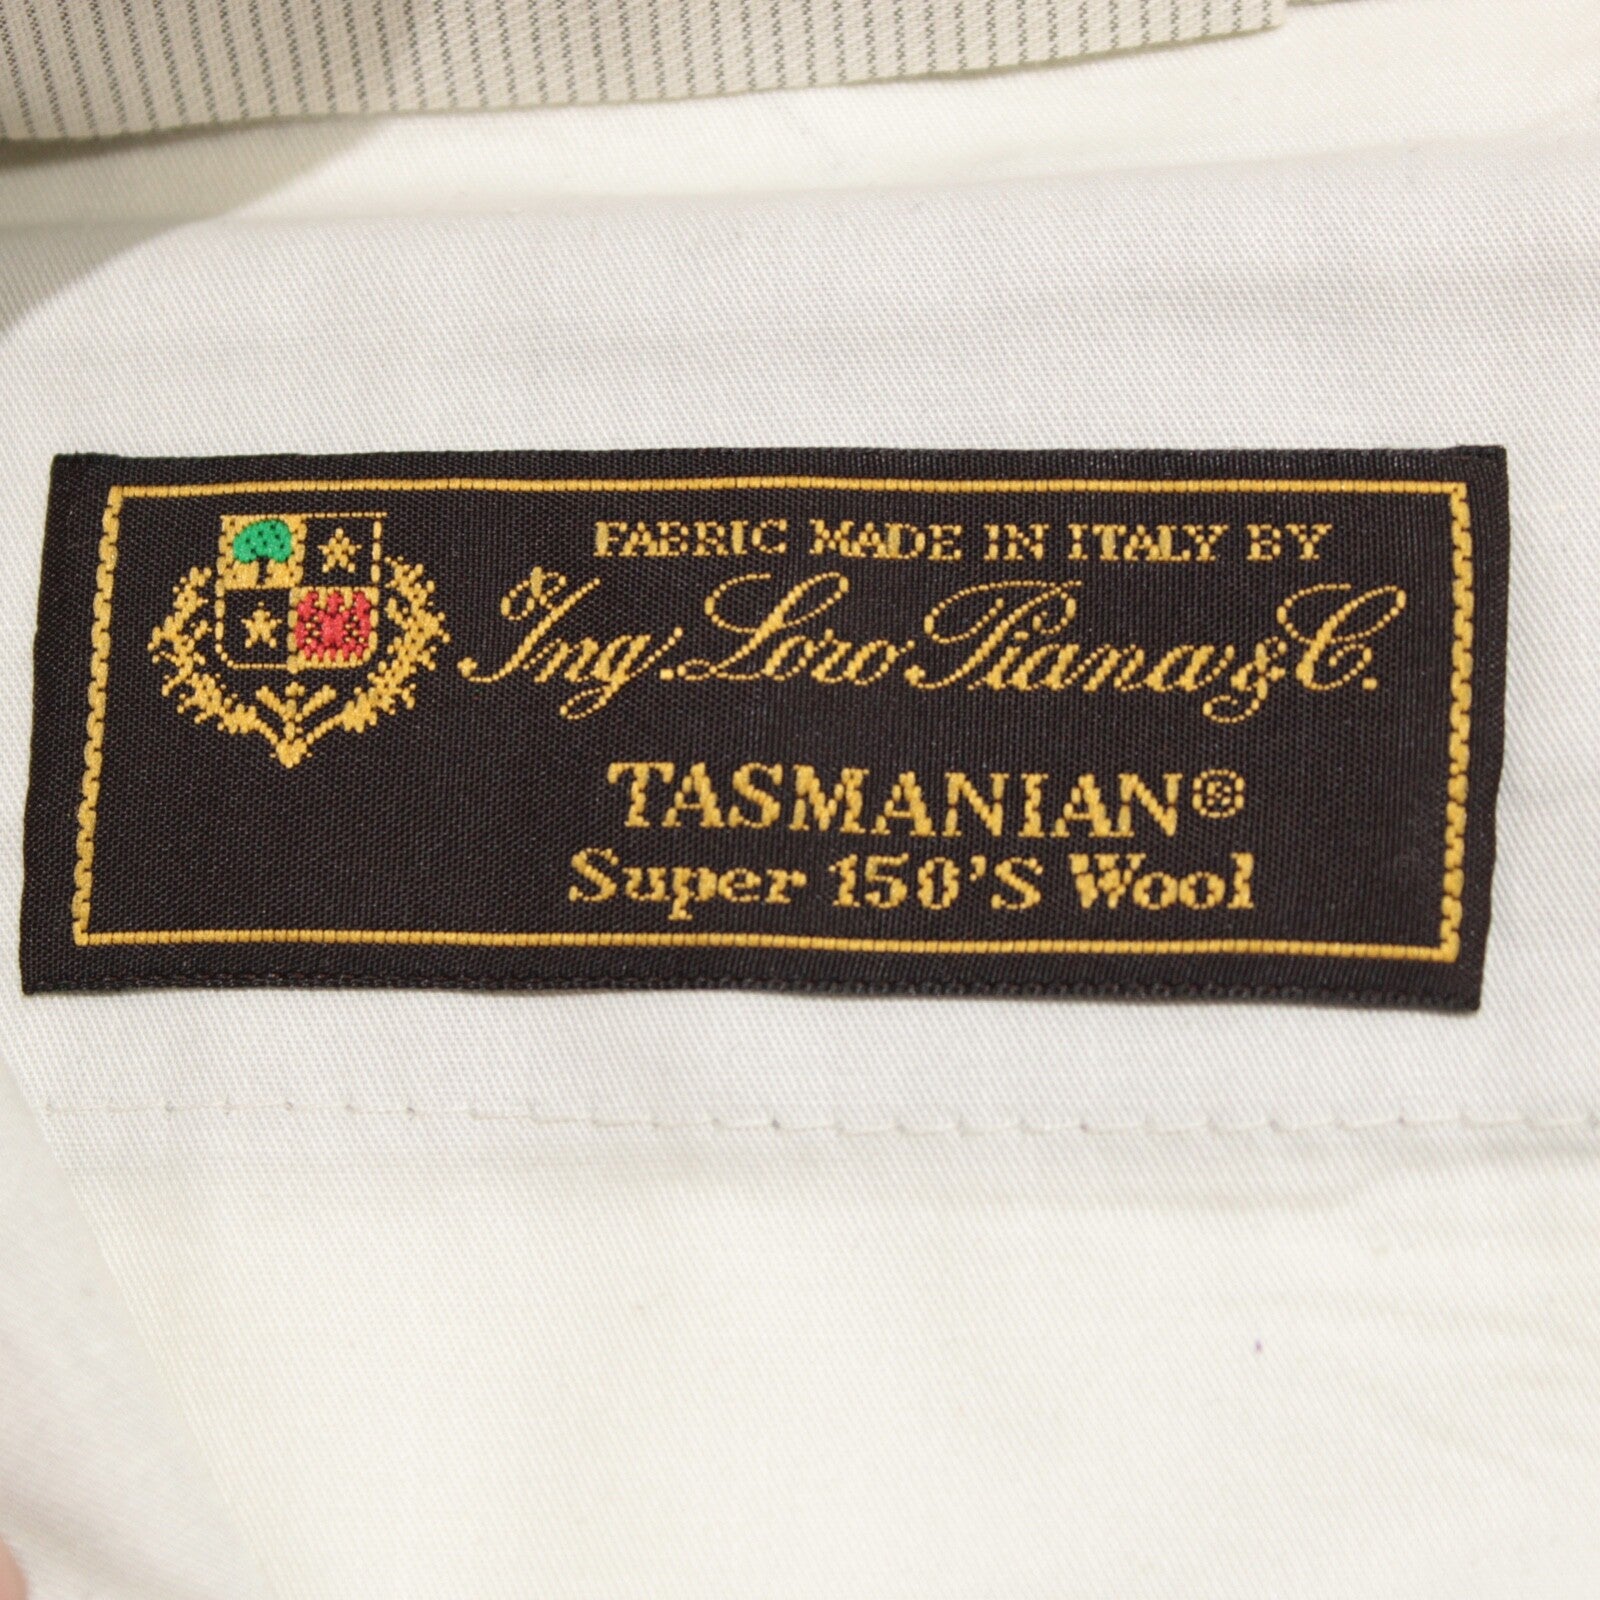 FABRIC MADE IN ITALY BY
Ing. Loro Piana & C.
TASMANIAN®
Super 150'S Wool